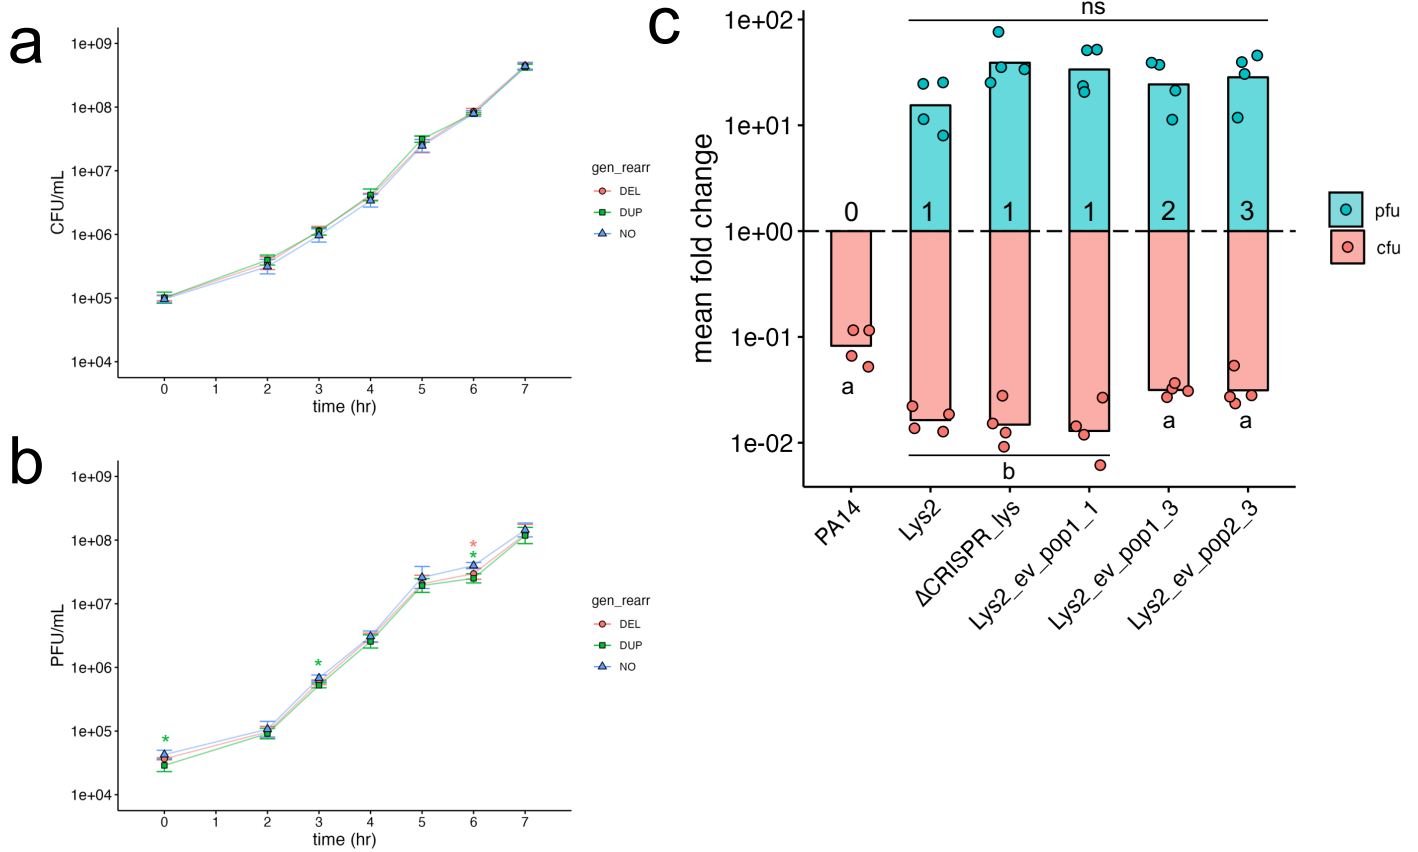 a
1e+09
1e+08
1e+07
1e+06
1e+05
1e+04
CFU/mL
0 1 2 3 4 5 6 7
time (hr)
gen_rearr
DEL
DUP
NO
b
1e+09
1e+08
1e+07
1e+06
1e+05
1e+04
PFU/mL
* * * *
0 1 2 3 4 5 6 7
time (hr)
gen_rearr
DEL
DUP
NO
c
ns
1e+02
1e+01
1e+00
1e-01
1e-02
mean fold change
0 1 1 1 2 3
a b a a
PA14
Lys2
ΔCRISPR_lys
Lys2_ev_pop1_1
Lys2_ev_pop1_3
Lys2_ev_pop2_3
pfu
cfu